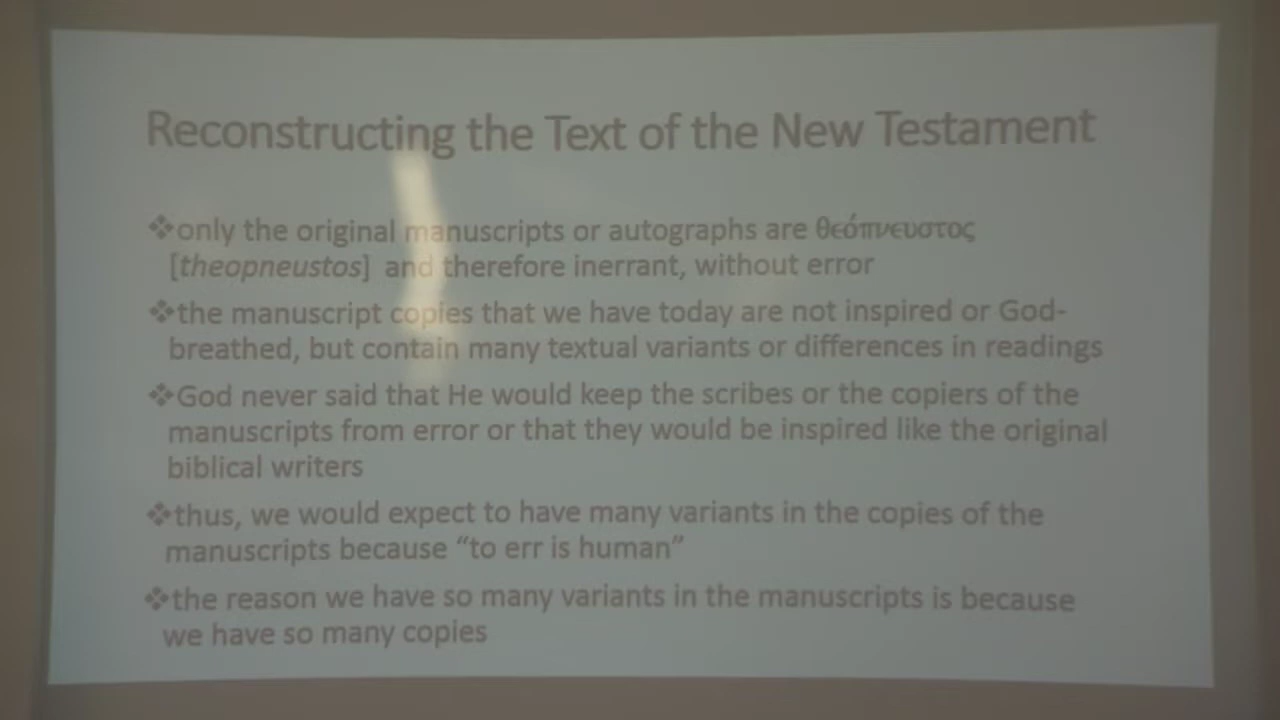 Reconstructing the Text of the New Testament
❖only the original manuscripts or autographs are θεόπνευστος
[theopneustos] and therefore inerrant, without error
❖the manuscript copies that we have today are not inspired or God-
breathed, but contain many textual variants or differences in readings
❖God never said that He would keep the scribes or the copiers of the
manuscripts from error or that they would be inspired like the original
biblical writers
❖thus, we would expect to have many variants in the copies of the
manuscripts because “to err is human”
❖the reason we have so many variants in the manuscripts is because
we have so many copies